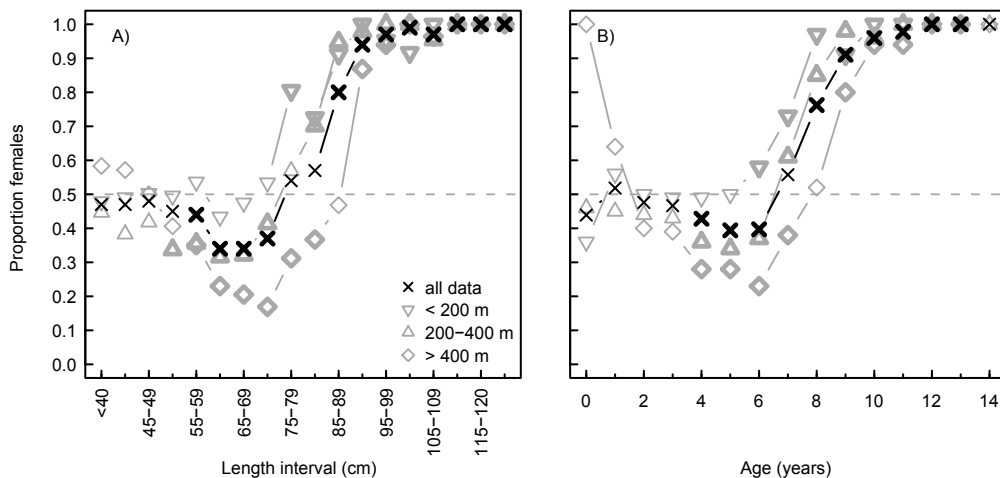 Proportion females
1.0
0.9
0.8
0.7
0.6
0.5
0.4
0.3
0.2
0.1
0.0
A)
all data
< 200 m
200−400 m
> 400 m
<40
45−49
55−59
65−69
75−79
85−89
95−99
105−109
115−120
Length interval (cm)
B)
0 2 4 6 8 10 12 14
Age (years)